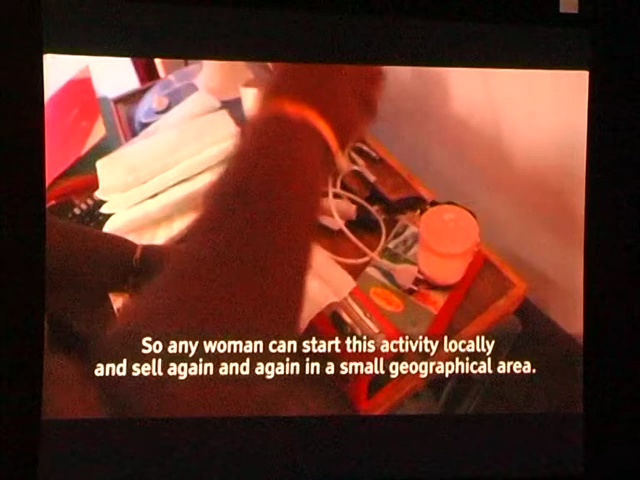 So any woman can start this activity locally
and sell again and again in a small geographical area.